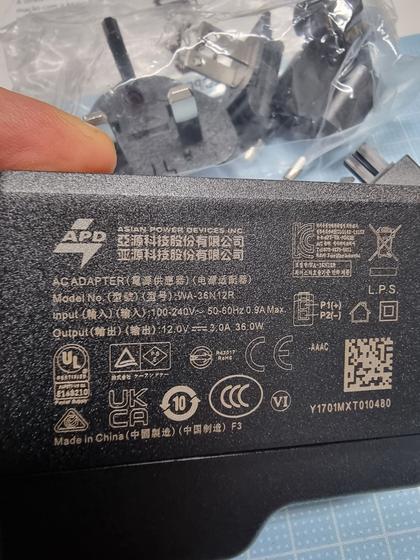 APD
ASIAN POWER DEVICES INC.
亞源科技股份有限公司
亚源科技股份有限公司
AC ADAPTER (電源供應器) (电源适配器)
Model No. (型號) (型号): WA-36N12R
Input (輸入) (输入): 100-240V~ 50-60Hz 0.9A Max.
Output (輸出) (输出): 12.0V⎓ 3.0A 36.0W
P1(+)
P2(-)
L.P.S.
UL
R43017
RoHS
CE
-AAAC
UK
CA
10
CCC
VI
Y1701MXT010480
Made in China (中國製造) (中国制造) F3